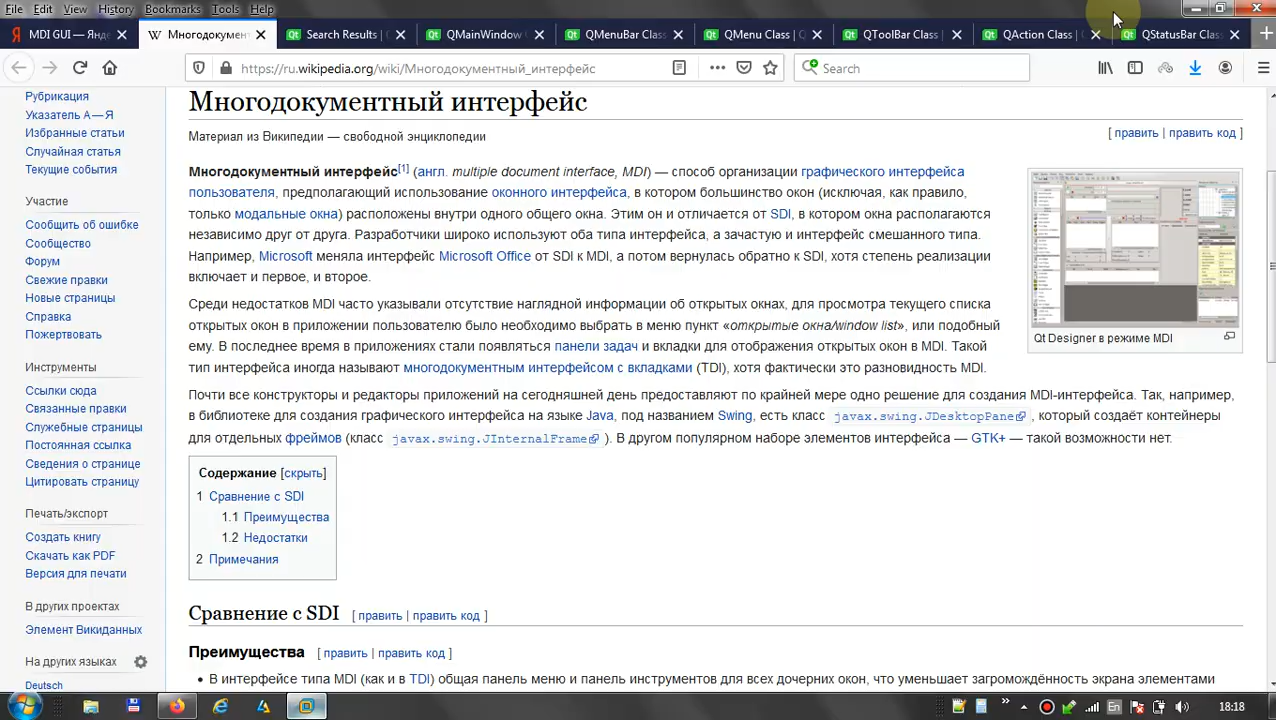 File Edit View History Bookmarks Tools Help
MDI GUI — Янде
Многодокумент
Search Results |
QMainWindow
QMenuBar Clas
QMenu Class | Q
QToolBar Class
QAction Class |
QStatusBar Clas
https://ru.wikipedia.org/wiki/Многодокументный_интерфейс
Search
Рубрикация
Указатель А — Я
Избранные статьи
Случайная статья
Текущие события
Участие
Сообщить об ошибке
Сообщество
Форум
Свежие правки
Новые страницы
Справка
Пожертвовать
Инструменты
Ссылки сюда
Связанные правки
Служебные страницы
Постоянная ссылка
Сведения о странице
Цитировать страницу
Печать/экспорт
Создать книгу
Скачать как PDF
Версия для печати
В других проектах
Элемент Викиданных
На других языках
Deutsch
Многодокументный интерфейс
Материал из Википедии — свободной энциклопедии
[ править | править код ]
Многодокументный интерфейс[1] (англ. multiple document interface, MDI) — способ организации графического интерфейса
пользователя, предполагающий использование оконного интерфейса, в котором большинство окон (исключая, как правило,
только модальные окна) расположены внутри одного общего окна. Этим он и отличается от SDI, в котором окна располагаются
независимо друг от друга. Разработчики широко используют оба типа интерфейса, а зачастую и интерфейс смешанного типа.
Например, Microsoft меняла интерфейс Microsoft Office от SDI к MDI, а потом вернулась обратно к SDI, хотя степень реализации
включает и первое, и второе.
Qt Designer в режиме MDI
Среди недостатков MDI часто указывали отсутствие наглядной информации об открытых окнах, для просмотра текущего списка
открытых окон в приложении пользователю было необходимо выбрать в меню пункт «открытые окна/window list», или подобный
ему. В последнее время в приложениях стали появляться панели задач и вкладки для отображения открытых окон в MDI. Такой
тип интерфейса иногда называют многодокументным интерфейсом с вкладками (TDI), хотя фактически это разновидность MDI.
Почти все конструкторы и редакторы приложений на сегодняшней день предоставляют по крайней мере одно решение для создания MDI-интерфейса. Так, например,
в библиотеке для создания графического интерфейса на языке Java, под названием Swing, есть класс javax.swing.JDesktopPane , который создаёт контейнеры
для отдельных фреймов (класс javax.swing.JInternalFrame ). В другом популярном наборе элементов интерфейса — GTK+ — такой возможности нет.
Содержание [скрыть]
1 Сравнение с SDI
1.1 Преимущества
1.2 Недостатки
2 Примечания
Сравнение с SDI [ править | править код ]
Преимущества [ править | править код ]
• В интерфейсе типа MDI (как и в TDI) общая панель меню и панель инструментов для всех дочерних окон, что уменьшает загромождённость экрана элементами
En
18:18